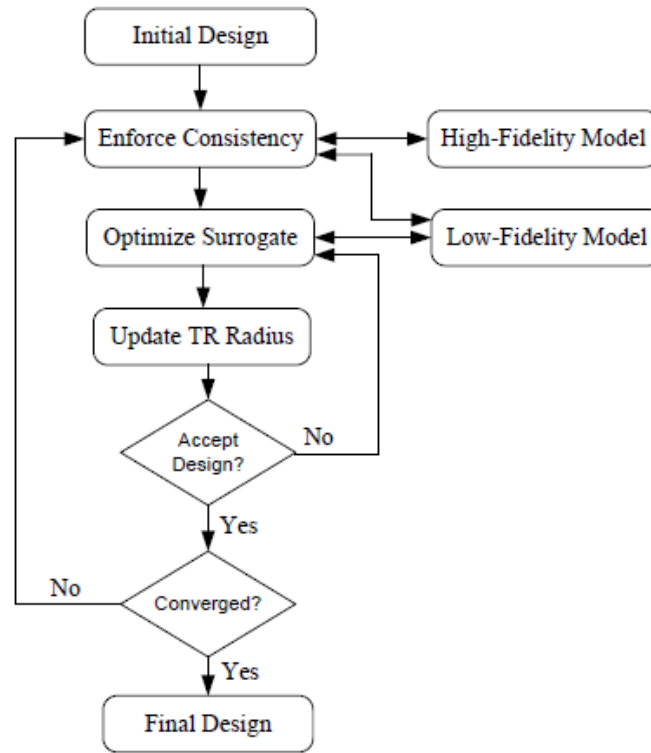 Initial Design
Enforce Consistency
High-Fidelity Model
Optimize Surrogate
Low-Fidelity Model
Update TR Radius
Accept
Design?
No
Yes
No
Converged?
Yes
Final Design